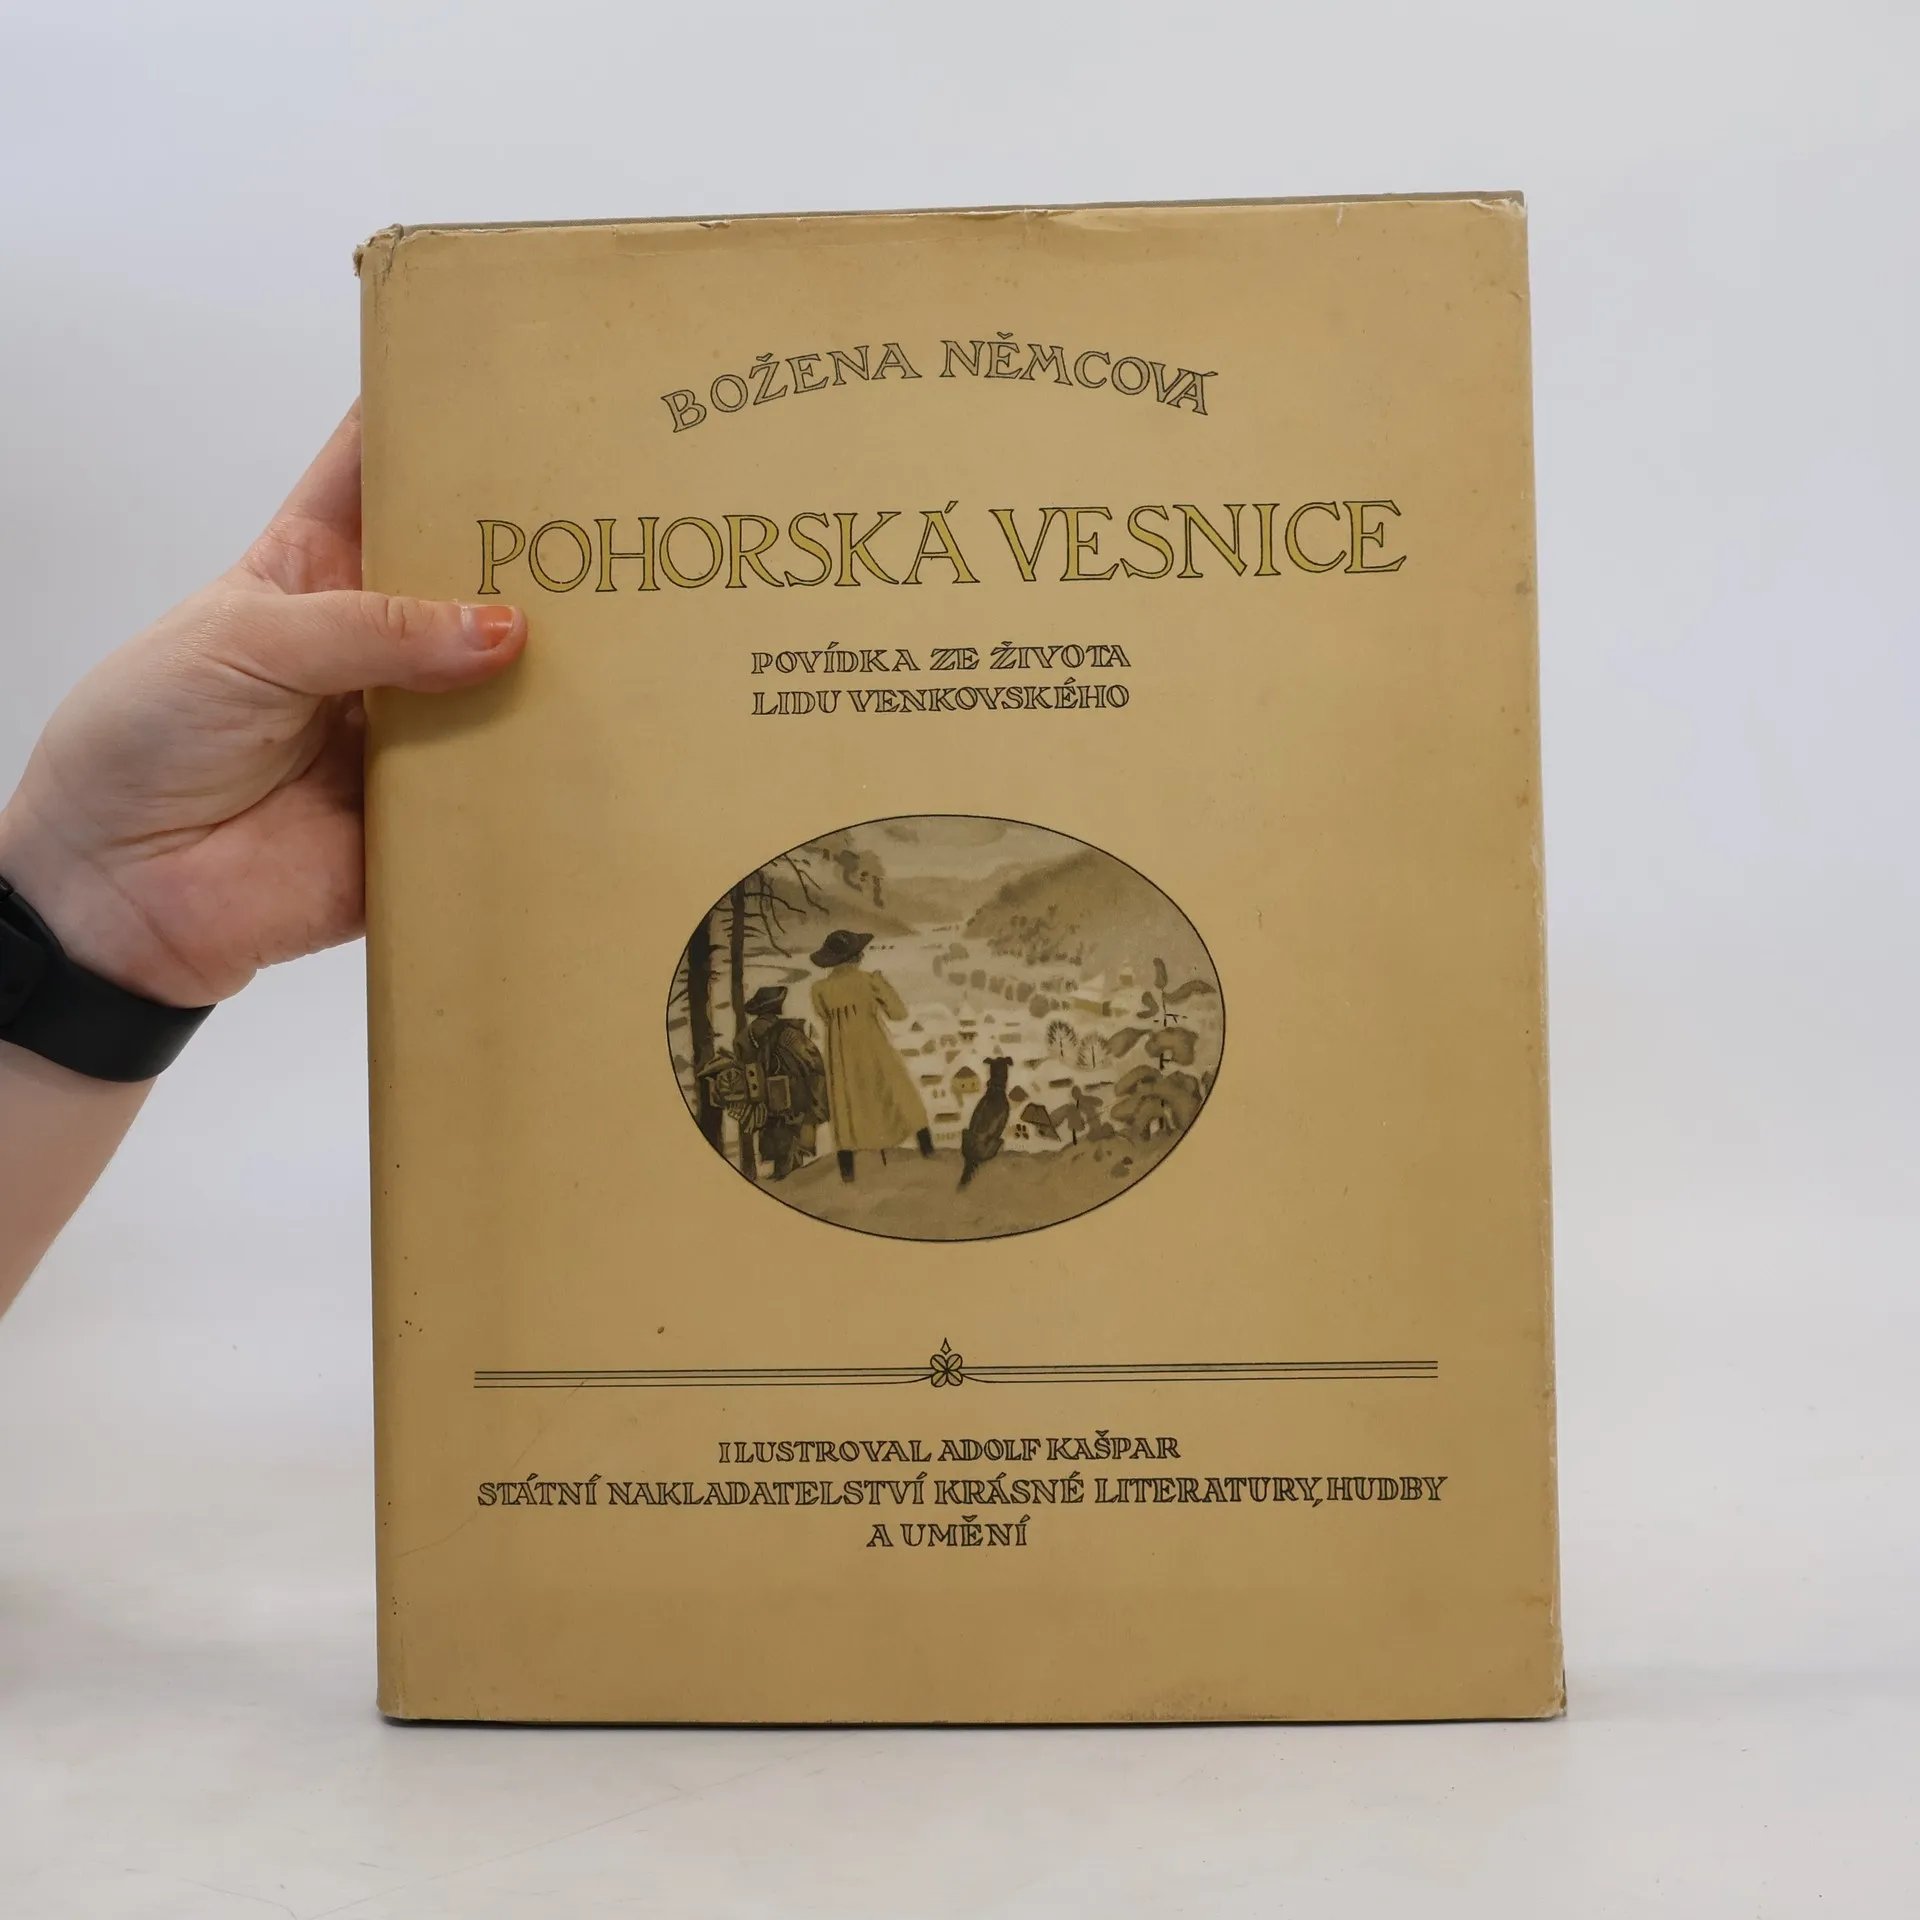 BOŽENA NĚMCOVÁ
POHORSKÁ VESNICE
POVÍDKA ZE ŽIVOTA
LIDU VENKOVSKÉHO
ILUSTROVAL ADOLF KAŠPAR
STÁTNÍ NAKLADATELSTVÍ KRÁSNÉ LITERATURY, HUDBY
A UMĚNÍ